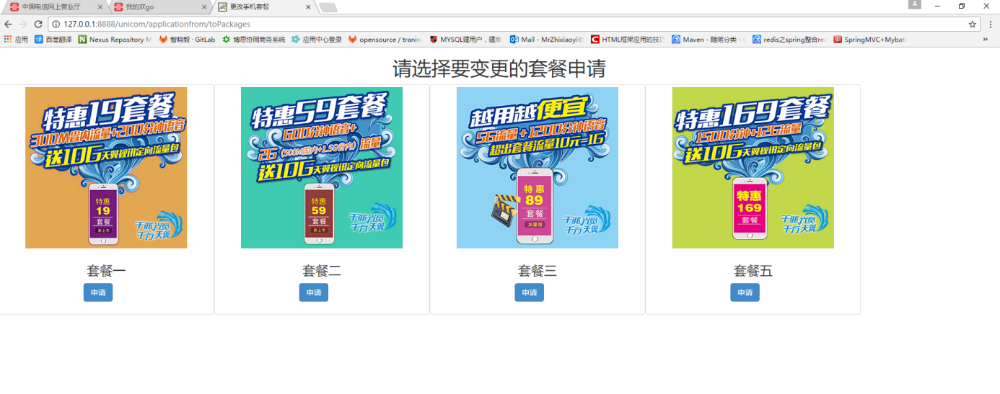 中国电信网上营业厅
我的欢go
更改手机套餐
127.0.0.1:8888/unicom/applicationfrom/toPackages
应用
百度翻译
Nexus Repository M
智晓毅 · GitLab
博思协同商务系统
应用中心登录
opensource / tranin
MYSQL建用户，建库
Mail - MrZhixiaoyi@
HTML框架应用的技巧
Maven - 随笔分类 -
redis之spring整合re
SpringMVC+Mybati
»
请选择要变更的套餐申请
特惠19套餐
300M省内流量+200分钟语音
送10G天翼视讯定向流量包
特惠
19
套餐
新上市
千兆光宽
千万天翼
套餐一
申请
特惠59套餐
600分钟语音+
2G（500M国内+1.5G省内）流量
送10G天翼视讯定向流量包
特惠
59
套餐
新上市
千兆光宽
千万天翼
套餐二
申请
越用越便宜
5G流量+1200分钟语音
超出套餐流量10元=1G
特惠
89
套餐
加量版
千兆光宽
千万天翼
套餐三
申请
特惠169套餐
1500分钟+12G流量
送10G天翼视讯定向流量包
特惠
169
套餐
千兆光宽
千万天翼
套餐五
申请